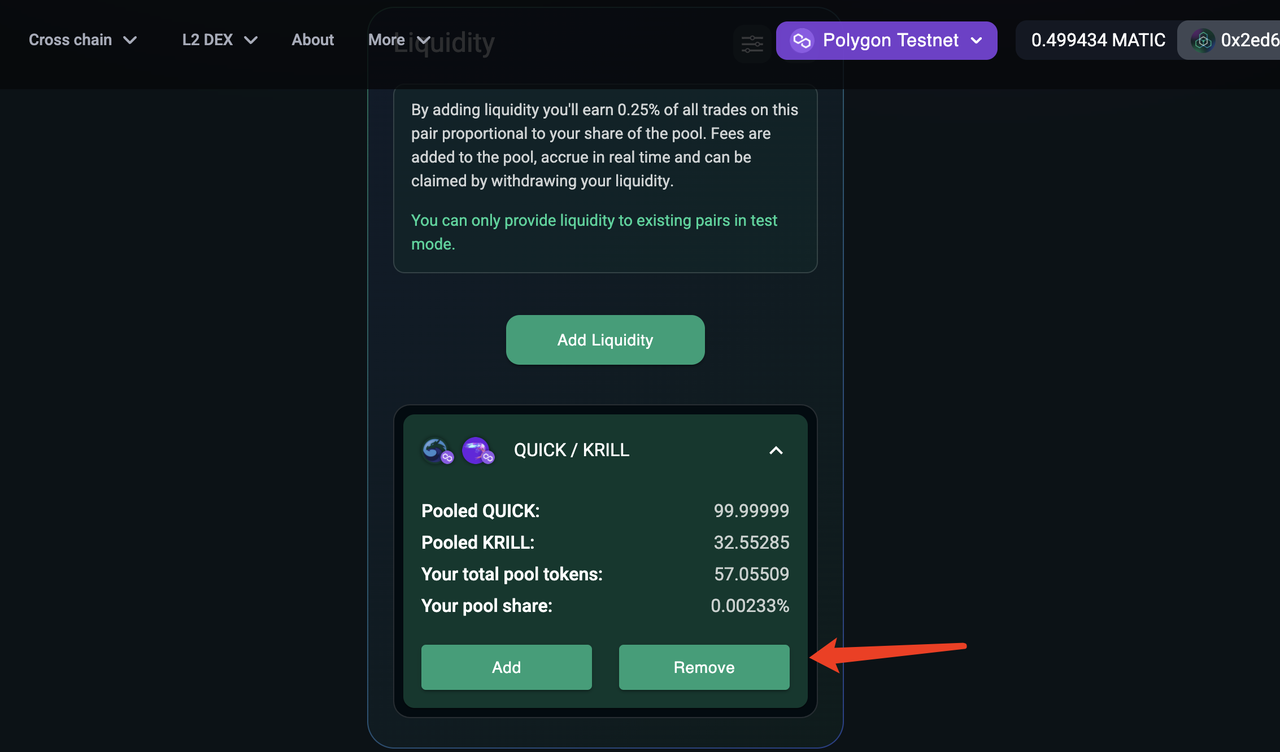 Cross chain
L2 DEX
About
More
Liquidity
Polygon Testnet
0.499434 MATIC
0x2ed6
By adding liquidity you'll earn 0.25% of all trades on this
pair proportional to your share of the pool. Fees are
added to the pool, accrue in real time and can be
claimed by withdrawing your liquidity.
You can only provide liquidity to existing pairs in test
mode.
Add Liquidity
QUICK / KRILL
Pooled QUICK: 99.99999
Pooled KRILL: 32.55285
Your total pool tokens: 57.05509
Your pool share: 0.00233%
Add
Remove